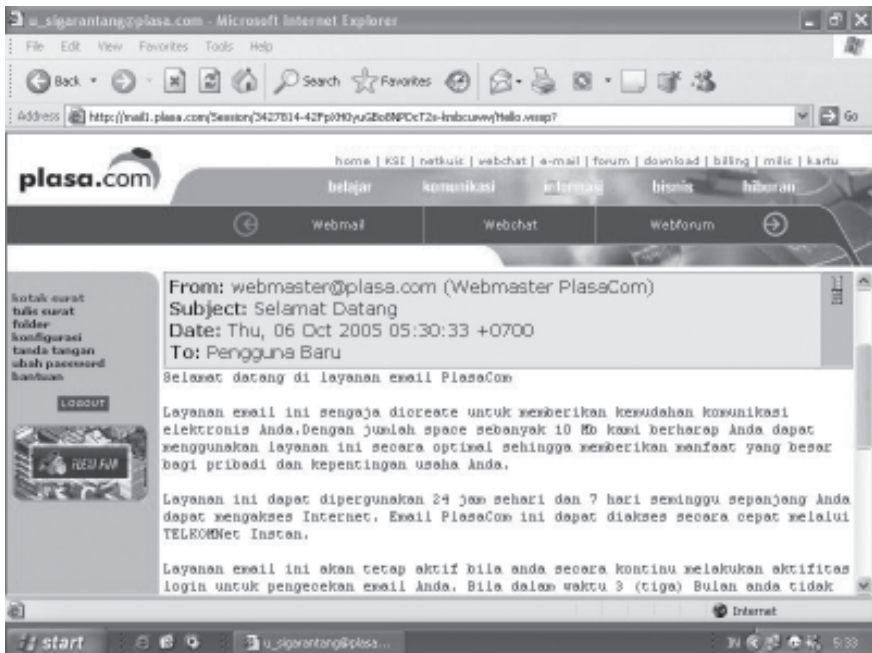 u_sigarantang@plasa.com - Microsoft Internet Explorer
File Edit View Favorites Tools Help
Back Search Favorites
Address http://mail1.plasa.com/Session/ Go
home | KSI | netkuis | webchat | e-mail | forum | download | billing | milis | kartu
plasa.com
belajar komunikasi informasi bisnis hiburan
Webmail Webchat Webforum
kotak surat
tulis surat
folder
konfigurasi
tanda tangan
ubah password
bantuan
LOGOUT
From: webmaster@plasa.com (Webmaster PlasaCom)
Subject: Selamat Datang
Date: Thu, 06 Oct 2005 05:30:33 +0700
To: Pengguna Baru
Selamat datang di layanan email PlasaCom
Layanan email ini sengaja dicreate untuk memberikan kemudahan komunikasi
elektronis Anda.Dengan jumlah space sebanyak 10 Mb kami berharap Anda dapat
menggunakan layanan ini secara optimal sehingga memberikan manfaat yang besar
bagi pribadi dan kepentingan usaha Anda.
Layanan ini dapat dipergunakan 24 jam sehari dan 7 hari seminggu sepanjang Anda
dapat mengakses Internet. Email PlasaCom ini dapat diakses secara cepat melalui
TELKOMNet Instan.
Layanan email ini akan tetap aktif bila anda secara kontinu melakukan aktifitas
login untuk pengecekan email Anda. Bila dalam waktu 3 (tiga) Bulan anda tidak
Internet
start u_sigarantang@plasa... IN 5:33